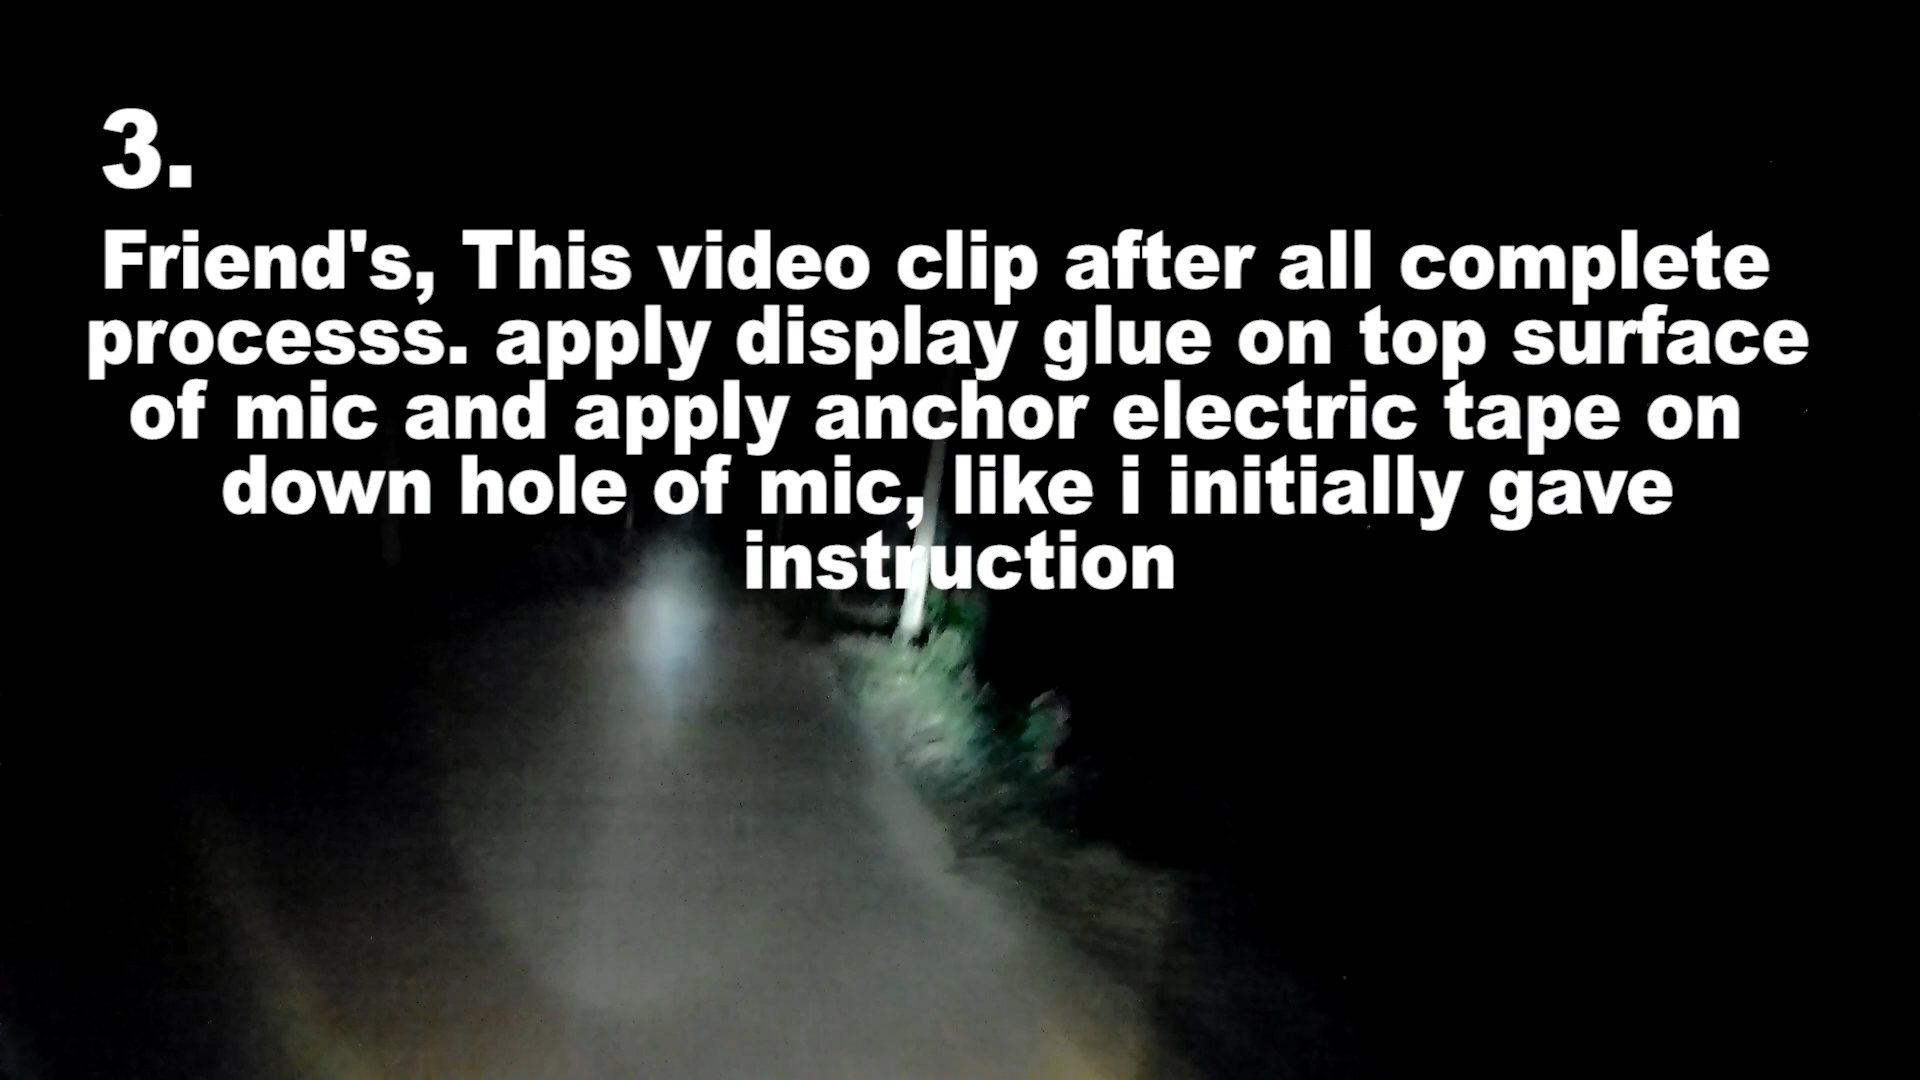 3.
Friend's, This video clip after all complete
processs. apply display glue on top surface
of mic and apply anchor electric tape on
down hole of mic, like i initially gave
instruction